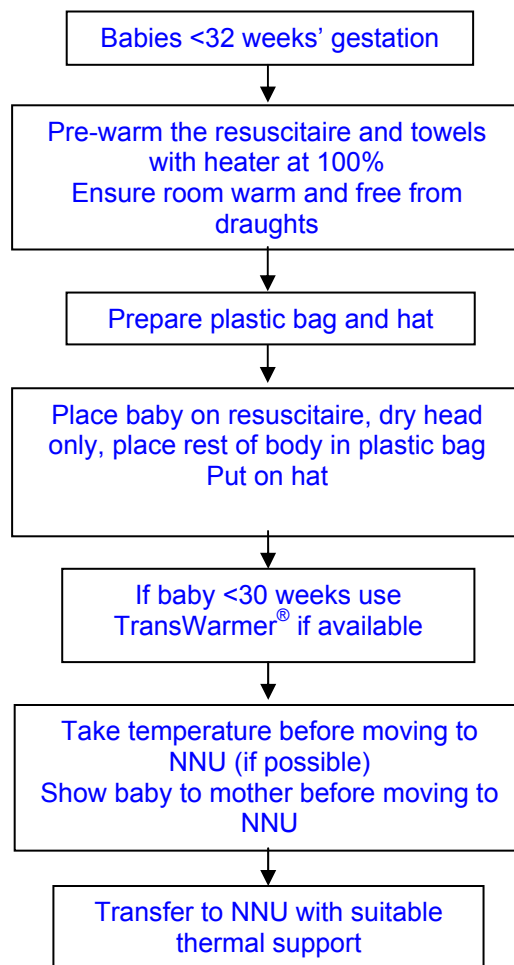 Babies <32 weeks’ gestation
Pre-warm the resuscitaire and towels
with heater at 100%
Ensure room warm and free from
draughts
Prepare plastic bag and hat
Place baby on resuscitaire, dry head
only, place rest of body in plastic bag
Put on hat
If baby <30 weeks use
TransWarmer® if available
Take temperature before moving to
NNU (if possible)
Show baby to mother before moving to
NNU
Transfer to NNU with suitable
thermal support